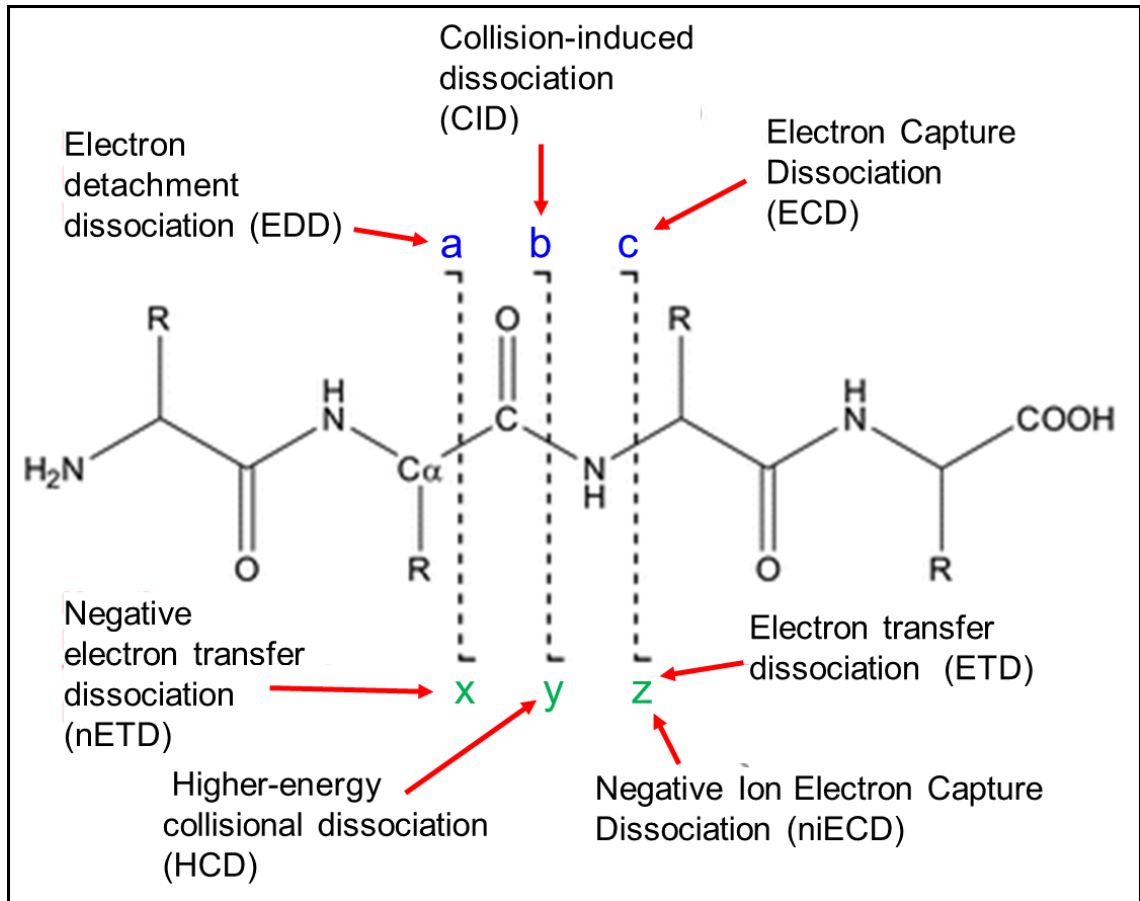 Collision-induced
dissociation
(CID)
Electron
detachment
dissociation (EDD)
Electron Capture
Dissociation
(ECD)
a
b
c
R
O
R
H
N
H
N
C
COOH
H2N
Cα
N
H
O
R
O
R
Negative
electron transfer
dissociation
(nETD)
x
y
z
Electron transfer
dissociation (ETD)
Higher-energy
collisional dissociation
(HCD)
Negative Ion Electron Capture
Dissociation (niECD)